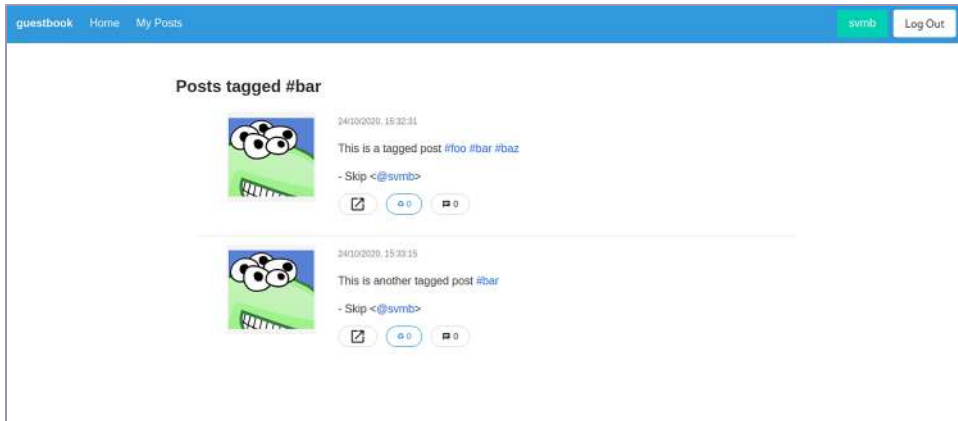 guestbook Home My Posts svmb Log Out
Posts tagged #bar
24/10/2020, 15:32:31
This is a tagged post #foo #bar #baz
- Skip <@svmb>
0 0
24/10/2020, 15:33:15
This is another tagged post #bar
- Skip <@svmb>
0 0